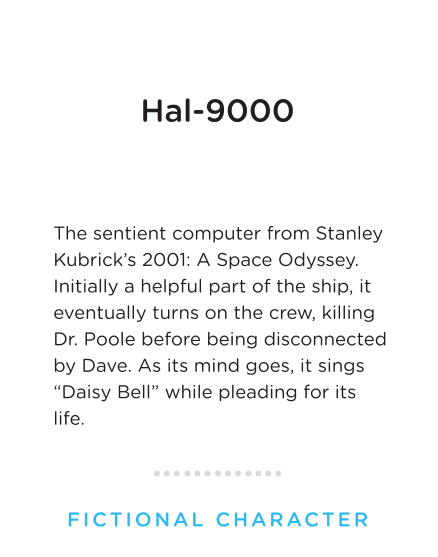 Hal-9000
The sentient computer from Stanley
Kubrick’s 2001: A Space Odyssey.
Initially a helpful part of the ship, it
eventually turns on the crew, killing
Dr. Poole before being disconnected
by Dave. As its mind goes, it sings
“Daisy Bell” while pleading for its
life.
FICTIONAL CHARACTER